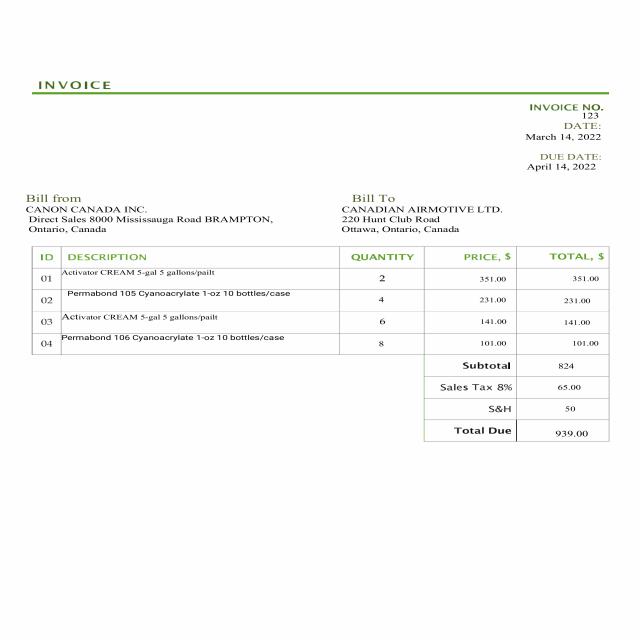 INVOICE
INVOICE NO.
123
DATE:
March 14, 2022
DUE DATE:
April 14, 2022
Bill from Bill To
CANON CANADA INC. CANADIAN AIRMOTIVE LTD.
Direct Sales 8000 Mississauga Road BRAMPTON, 220 Hunt Club Road
Ontario, Canada Ottawa, Ontario, Canada
ID DESCRIPTION QUANTITY PRICE, $ TOTAL, $
01 Activator CREAM 5-gal 5 gallons/pailt 2 351.00 351.00
02 Permabond 105 Cyanoacrylate 1-oz 10 bottles/case 4 231.00 231.00
03 Activator CREAM 5-gal 5 gallons/pailt 6 141.00 141.00
04 Permabond 106 Cyanoacrylate 1-oz 10 bottles/case 8 101.00 101.00
Subtotal 824
Sales Tax 8% 65.00
S&H 50
Total Due 939.00